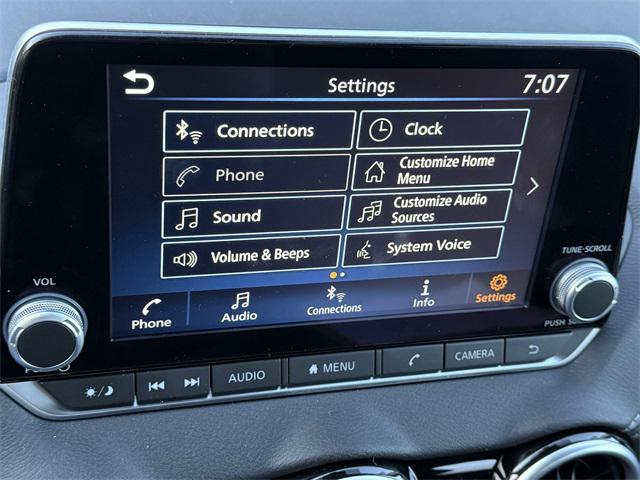 Settings
7:07
Connections
Clock
Phone
Customize Home
Menu
Sound
Customize Audio
Sources
Volume & Beeps
System Voice
Phone
Audio
Connections
Info
Settings
VOL
TUNE·SCROLL
AUDIO
MENU
CAMERA